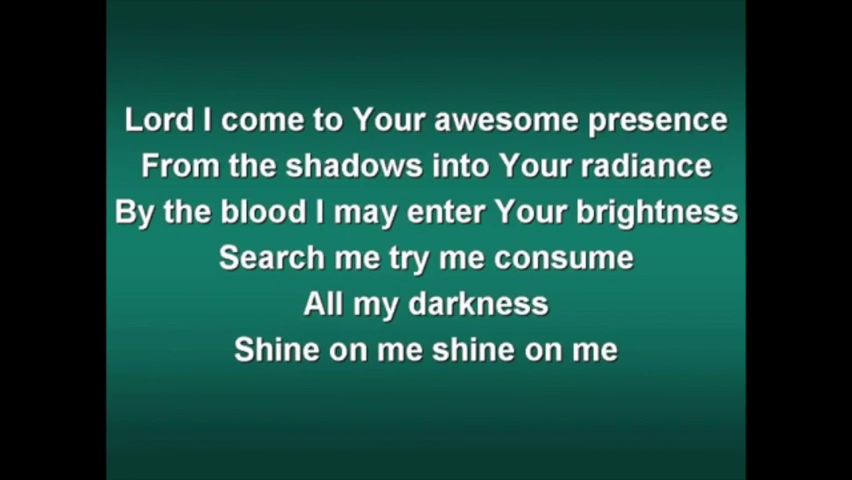 Lord I come to Your awesome presence
From the shadows into Your radiance
By the blood I may enter Your brightness
Search me try me consume
All my darkness
Shine on me shine on me